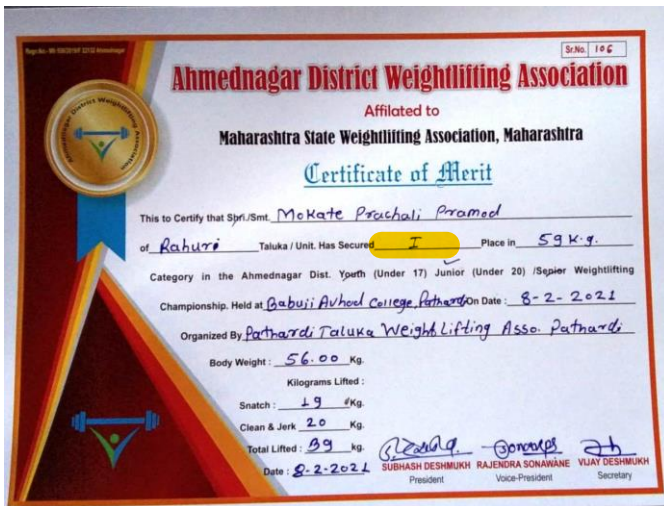 Sr.No. 106
Ahmednagar District Weightlifting Association
Affilated to
Maharashtra State Weightlifting Association, Maharashtra
Certificate of Merit
This to Certify that Shri./Smt. Mokate Prachali Pramod
of Rahuri Taluka / Unit. Has Secured I Place in 59 K.g.
Category in the Ahmednagar Dist. Youth (Under 17) Junior (Under 20) /Senior Weightlifting
Championship. Held at Babuji Avhad College, Pathardi On Date : 8-2-2021
Organized By Pathardi Taluka Weight Lifting Asso. Pathardi
Body Weight : 56.00 Kg.
Kilograms Lifted :
Snatch : 19 Kg.
Clean & Jerk 20 Kg.
Total Lifted : 39 kg.
Date : 8-2-2021
SUBHASH DESHMUKH RAJENDRA SONAWANE VIJAY DESHMUKH
President Voice-President Secretary
Ahmednagar District Weightlifting Association